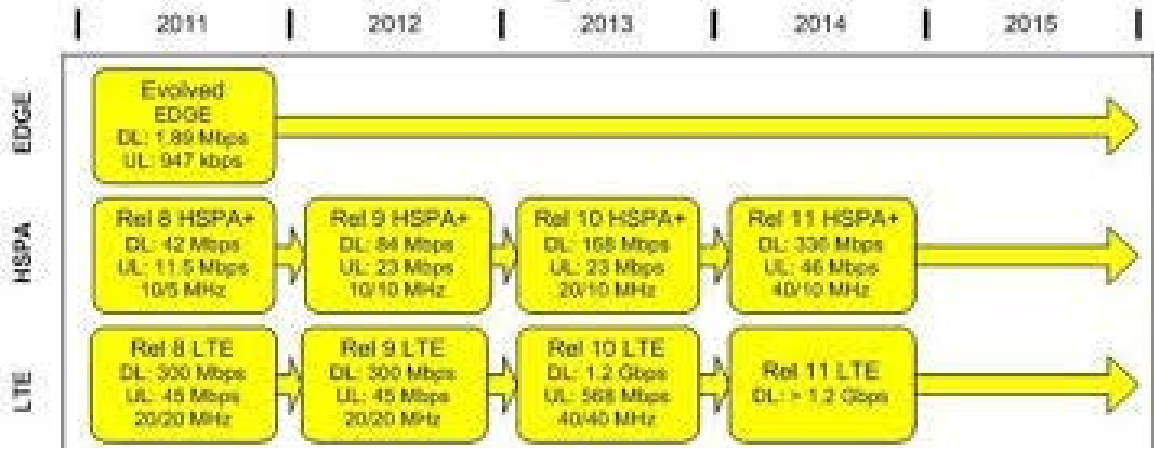 2011 2012 2013 2014 2015
EDGE
Evolved
EDGE
DL: 1.89 Mbps
UL: 947 kbps
HSPA
Rel 8 HSPA+
DL: 42 Mbps
UL: 11.5 Mbps
10/5 MHz
Rel 9 HSPA+
DL: 84 Mbps
UL: 23 Mbps
10/10 MHz
Rel 10 HSPA+
DL: 168 Mbps
UL: 23 Mbps
20/10 MHz
Rel 11 HSPA+
DL: 336 Mbps
UL: 46 Mbps
40/10 MHz
LTE
Rel 8 LTE
DL: 300 Mbps
UL: 45 Mbps
20/20 MHz
Rel 9 LTE
DL: 300 Mbps
UL: 45 Mbps
20/20 MHz
Rel 10 LTE
DL: 1.2 Gbps
UL: 568 Mbps
40/40 MHz
Rel 11 LTE
DL: > 1.2 Gbps